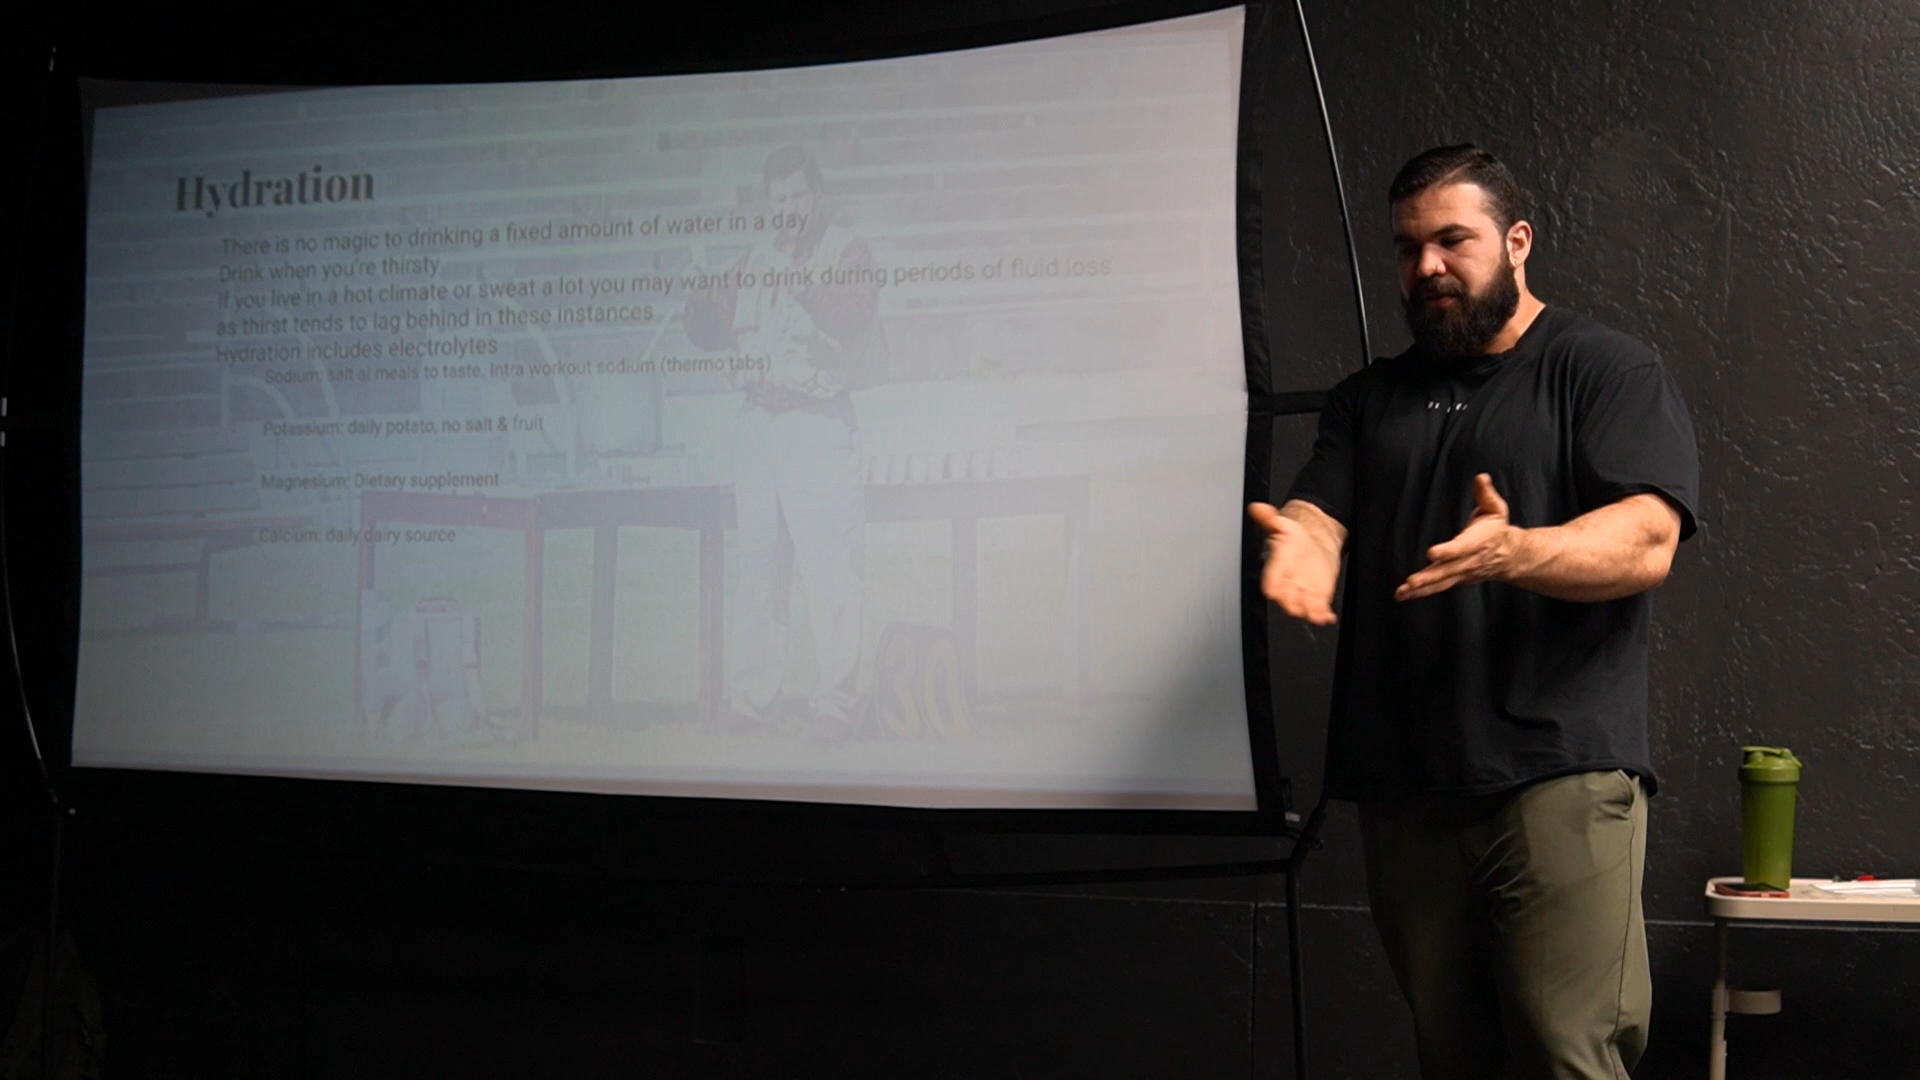 Hydration
There is no magic to drinking a fixed amount of water in a day
Drink when you're thirsty
If you live in a hot climate or sweat a lot you may want to drink during periods of fluid loss
as thirst tends to lag behind in these instances
Hydration includes electrolytes
Sodium: salt al meals to taste. Intra workout sodium (thermo tabs)
Potassium: daily potato, no salt & fruit
Magnesium: Dietary supplement
Calcium: daily dairy source
30